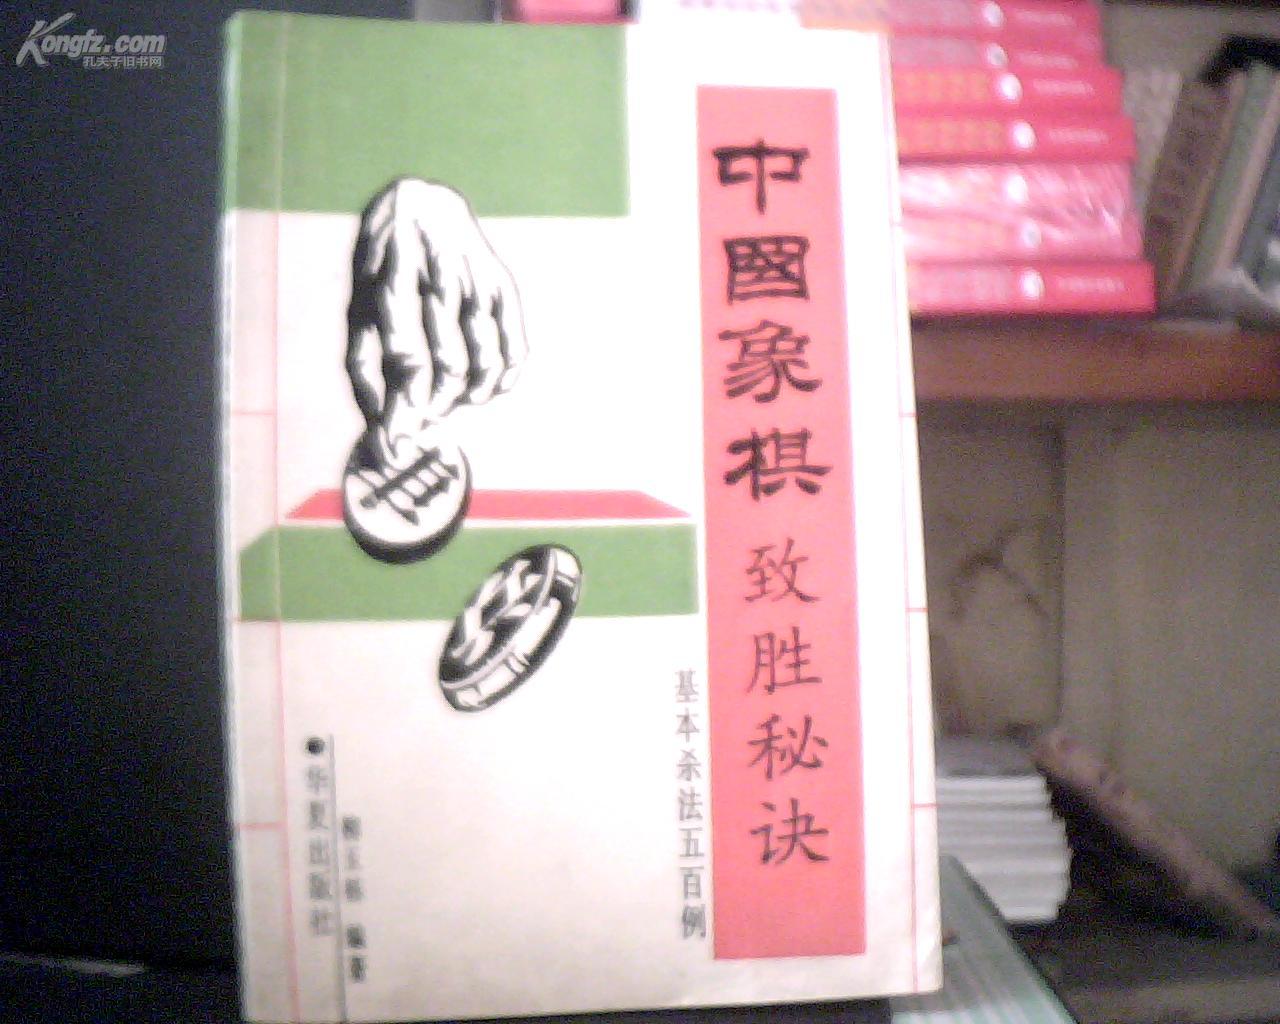 Kongfz.com
孔夫子旧书网
中國象棋 致胜秘诀
基本杀法五百例
编著
●华夏出版社